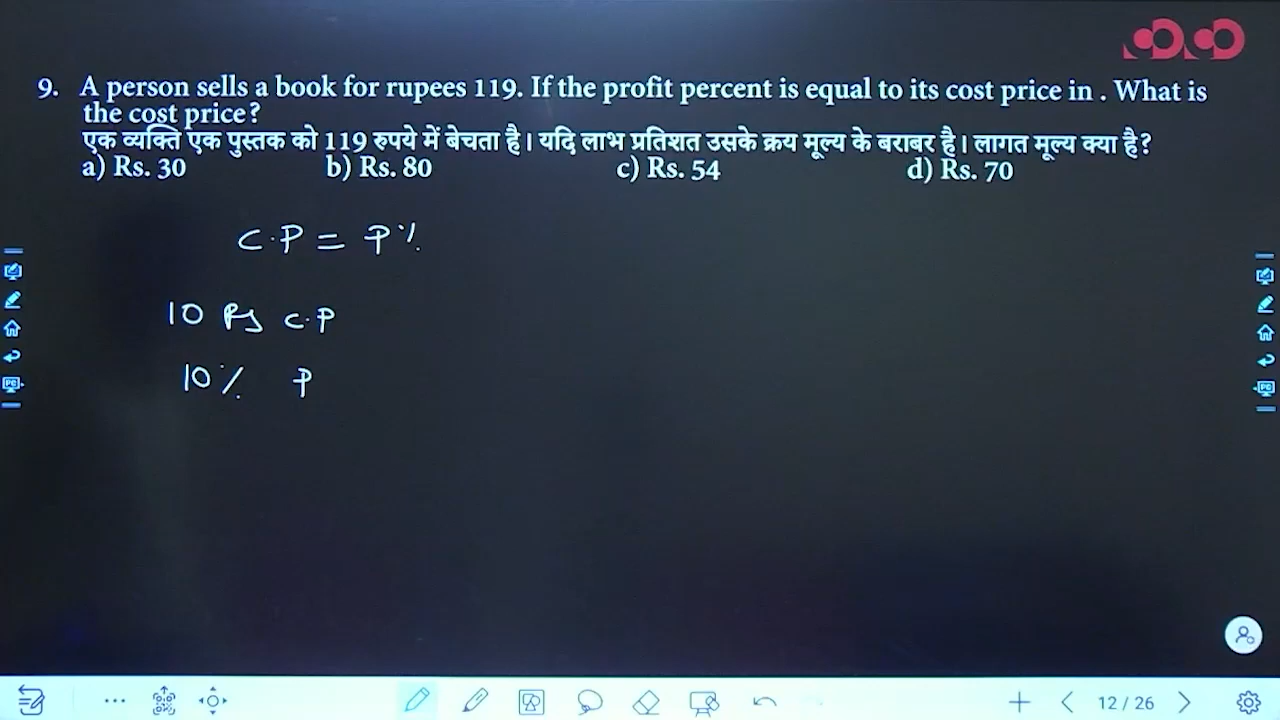 9. A person sells a book for rupees 119. If the profit percent is equal to its cost price in . What is
the cost price?
एक व्यक्ति एक पुस्तक को 119 रुपये में बेचता है। यदि लाभ प्रतिशत उसके क्रय मूल्य के बराबर है। लागत मूल्य क्या है?
a) Rs. 30 b) Rs. 80 c) Rs. 54 d) Rs. 70
C.P = P%
10 Rs C.P
10% P
12 / 26